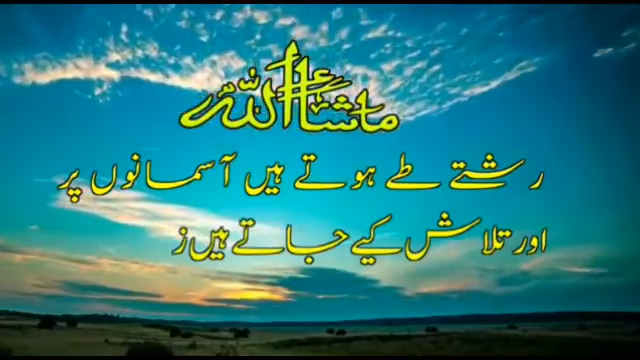 ماشاءاللہ
رشتے طے ہوتے ہیں آسمانوں پر
اور تلاش کیے جاتے ہیں ز